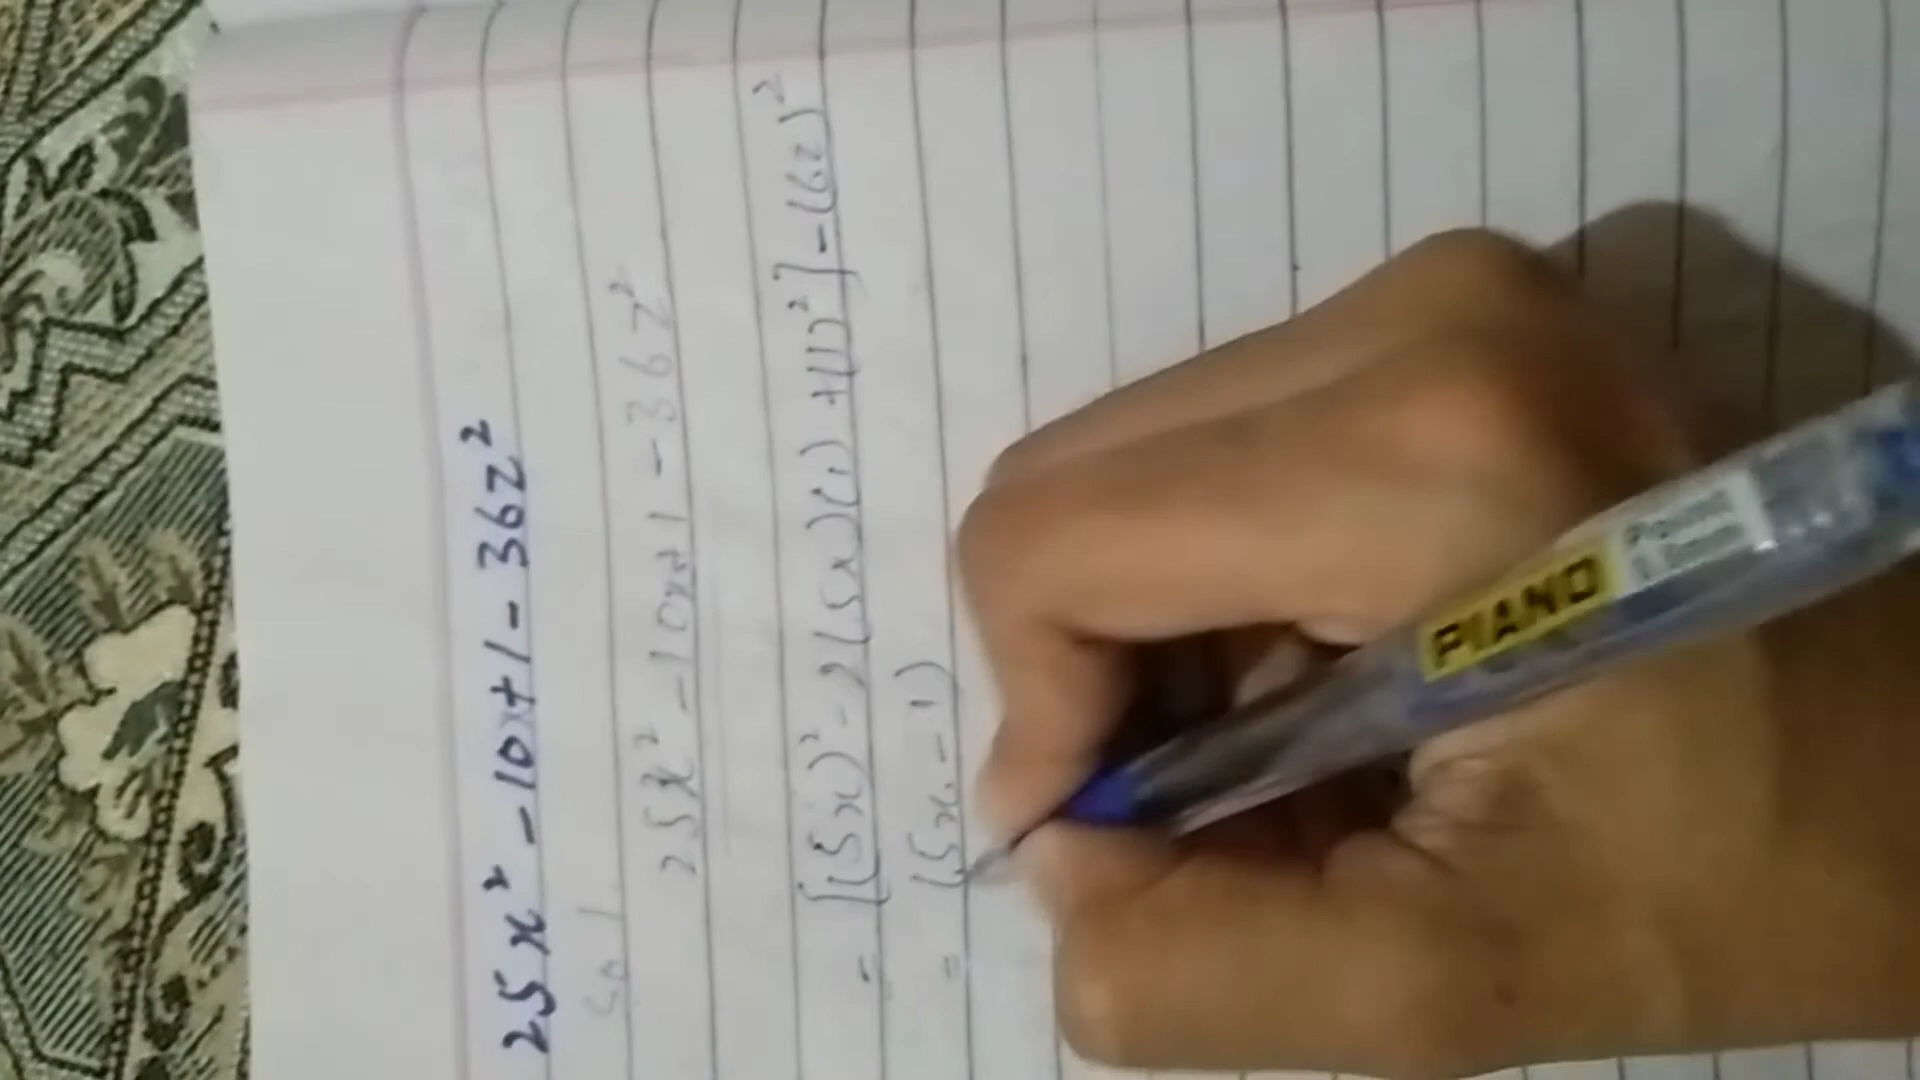 25x² - 10x + 1 - 36z²
Sol
25x² - 10x + 1 - 36z²
= [(5x)² - 2(5x)(1) + (1)²] - (6z)²
= (5x - 1)
PIANO
Point